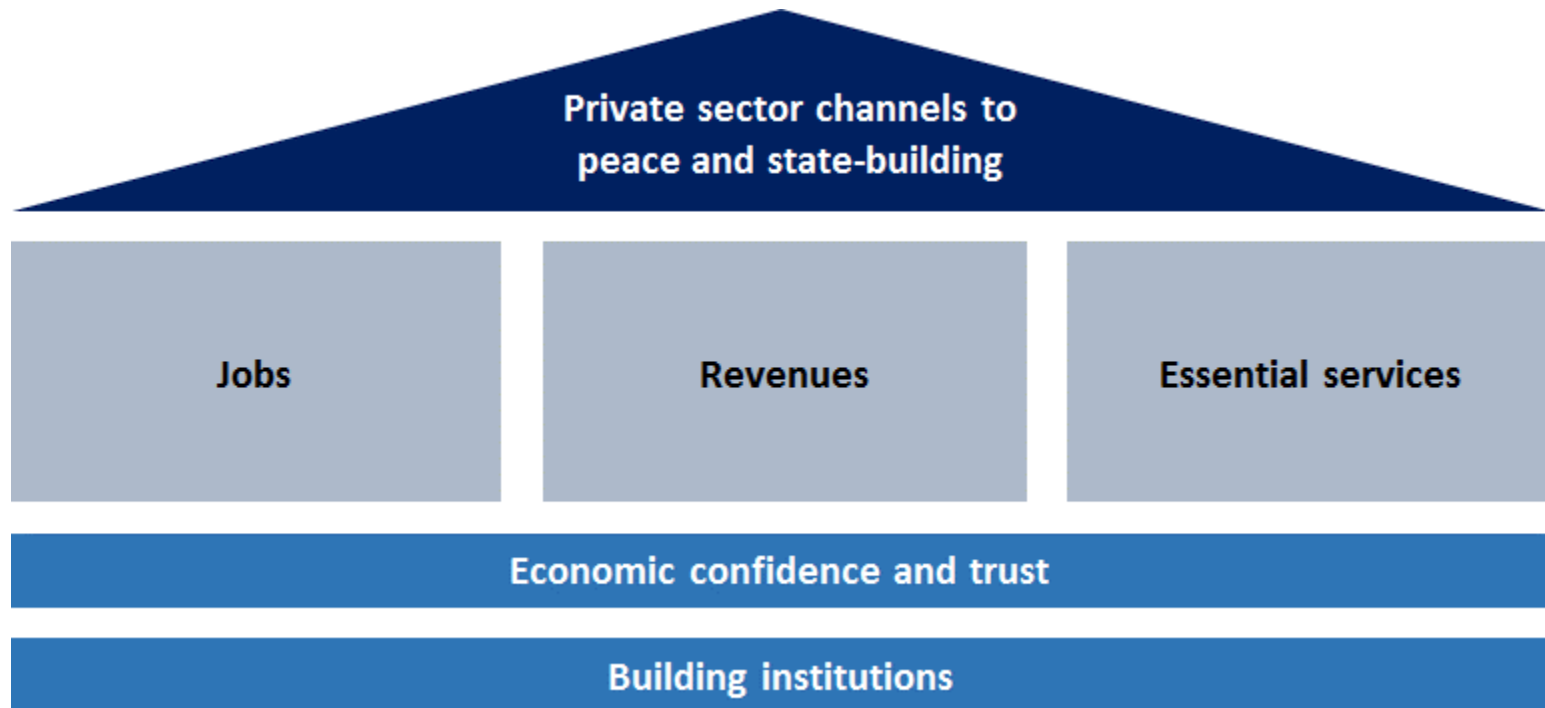 Private sector channels to
peace and state-building
Jobs
Revenues
Essential services
Economic confidence and trust
Building institutions